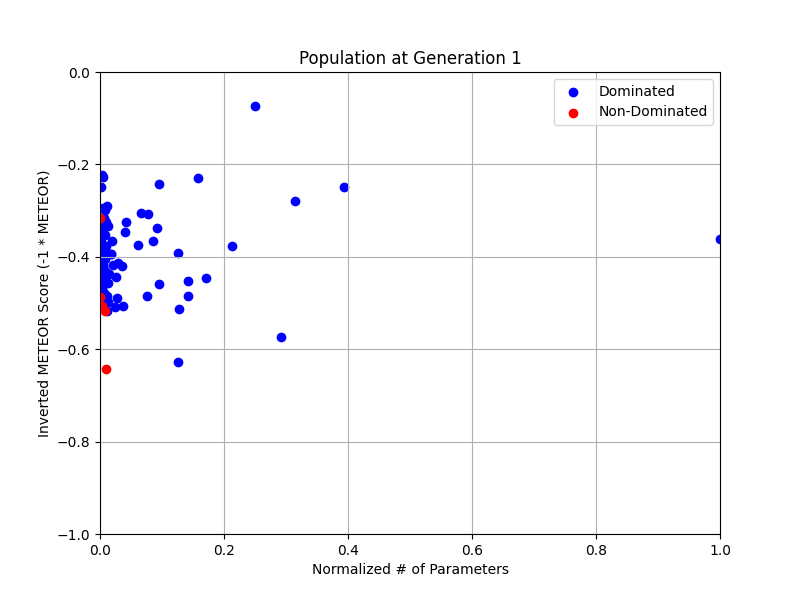 Population at Generation 1
Dominated
Non-Dominated
0.0
−0.2
−0.4
−0.6
−0.8
−1.0
Inverted METEOR Score (-1 * METEOR)
0.0 0.2 0.4 0.6 0.8 1.0
Normalized # of Parameters